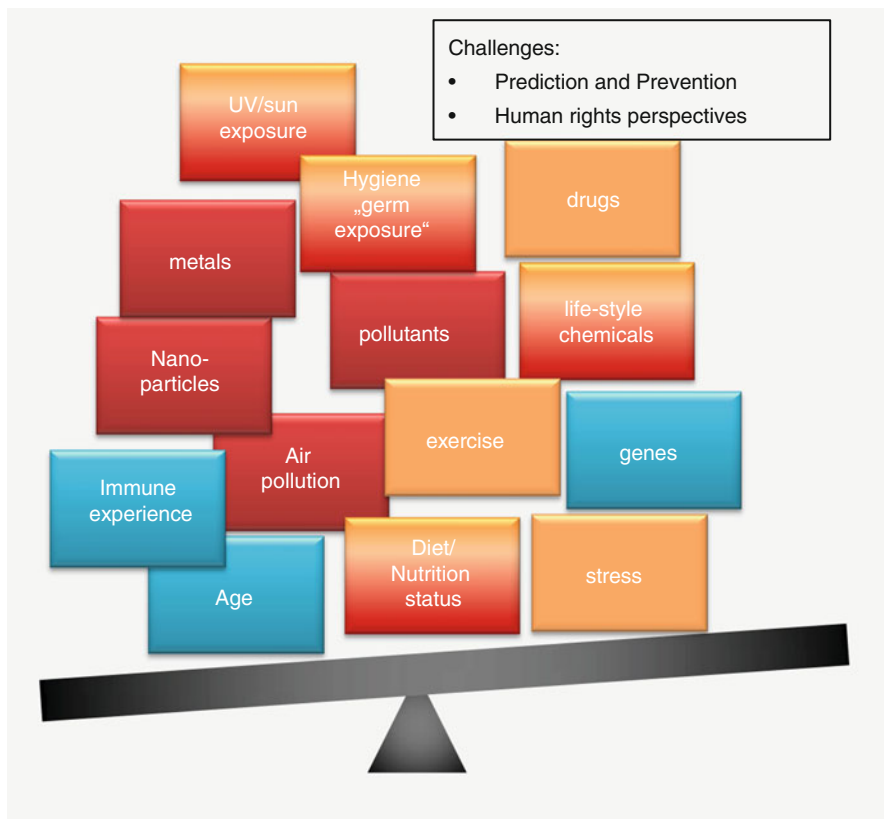 Challenges:
• Prediction and Prevention
• Human rights perspectives
UV/sun
exposure
Hygiene
„germ
exposure“
drugs
metals
pollutants
life-style
chemicals
Nano-
particles
exercise
genes
Air
pollution
Immune
experience
Diet/
Nutrition
status
stress
Age